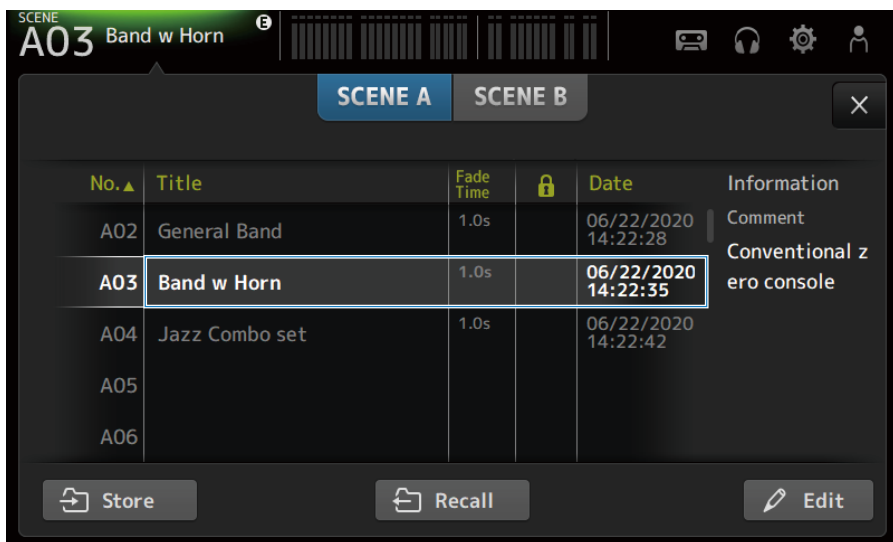 SCENE
A03 Band w Horn E
SCENE A SCENE B
No.▲ Title Fade Time Date Information
A02 General Band 1.0s 06/22/2020 14:22:28
Comment
Conventional z
ero console
A03 Band w Horn 1.0s 06/22/2020 14:22:35
A04 Jazz Combo set 1.0s 06/22/2020 14:22:42
A05
A06
Store Recall Edit